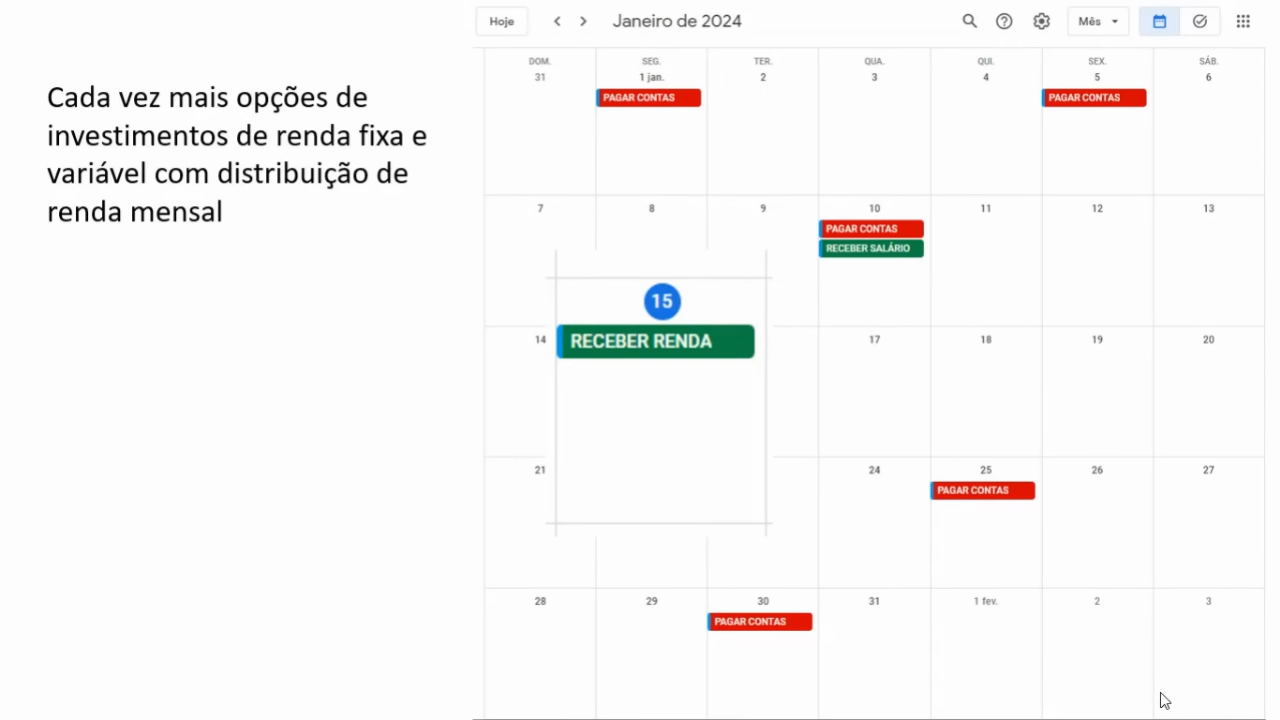 Cada vez mais opções de
investimentos de renda fixa e
variável com distribuição de
renda mensal
Hoje
Janeiro de 2024
Mês
DOM. SEG. TER. QUA. QUI. SEX. SÁB.
31 1 jan. 2 3 4 5 6
PAGAR CONTAS PAGAR CONTAS
7 8 9 10 11 12 13
PAGAR CONTAS
RECEBER SALÁRIO
15
RECEBER RENDA
14 17 18 19 20
21 24 25 26 27
PAGAR CONTAS
28 29 30 31 1 fev. 2 3
PAGAR CONTAS